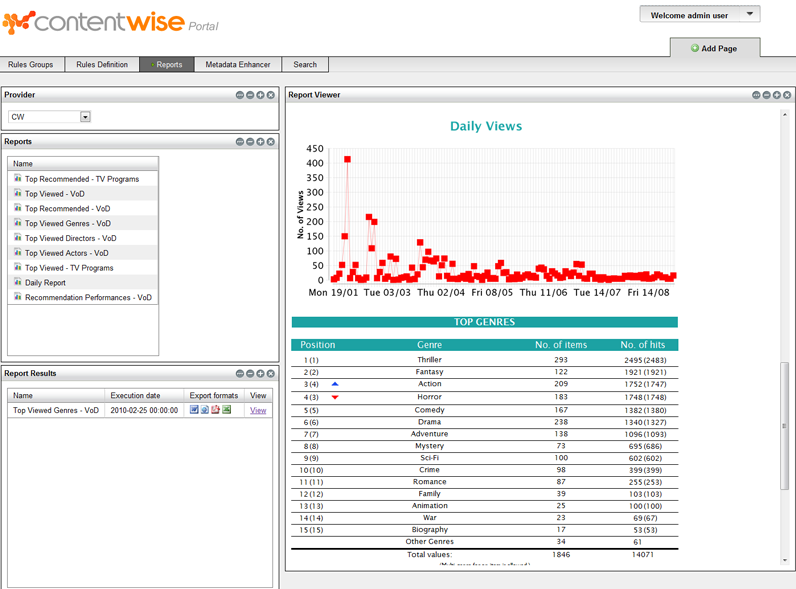 contentwise Portal
Welcome admin user
Add Page
Rules Groups Rules Definition Reports Metadata Enhancer Search
Provider
CW
Reports
Name
Top Recommended - TV Programs
Top Viewed - VoD
Top Recommended - VoD
Top Viewed Genres - VoD
Top Viewed Directors - VoD
Top Viewed Actors - VoD
Top Viewed - TV Programs
Daily Report
Recommendation Performances - VoD
Report Results
Name Execution date Export formats View
Top Viewed Genres - VoD 2010-02-25 00:00:00 View
Report Viewer
Daily Views
No. of Views
450
400
350
300
250
200
150
100
50
0
Mon 19/01 Tue 03/03 Thu 02/04 Fri 08/05 Thu 11/06 Tue 14/07 Fri 14/08
TOP GENRES
Position Genre No. of items No. of hits
1 (1) Thriller 293 2495 (2483)
2 (2) Fantasy 122 1921 (1921)
3 (4) Action 209 1752 (1747)
4 (3) Horror 183 1748 (1748)
5 (5) Comedy 167 1382 (1380)
6 (6) Drama 238 1340 (1327)
7 (7) Adventure 138 1096 (1093)
8 (8) Mystery 73 695 (686)
9 (9) Sci-Fi 100 602 (602)
10 (10) Crime 98 399 (399)
11 (11) Romance 87 255 (253)
12 (12) Family 39 103 (103)
13 (13) Animation 25 100 (100)
14 (14) War 23 69 (67)
15 (15) Biography 17 53 (53)
Other Genres 34 61
Total values: 1846 14071